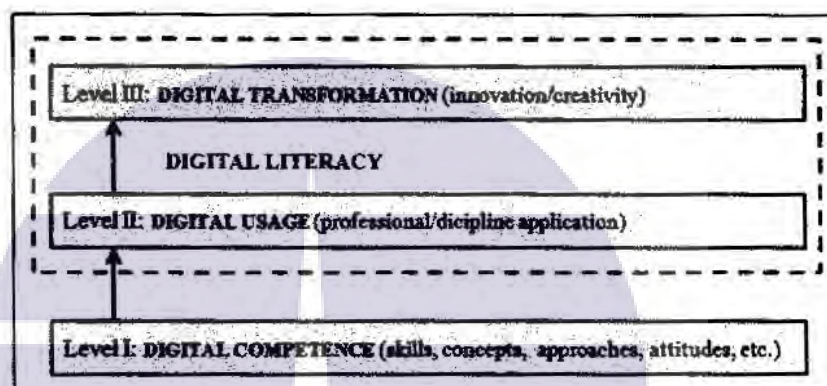 Level III: DIGITAL TRANSFORMATION (innovation/creativity)
DIGITAL LITERACY
Level II: DIGITAL USAGE (professional/dicipline application)
Level I: DIGITAL COMPETENCE (skills, concepts, approaches, attitudes, etc.)